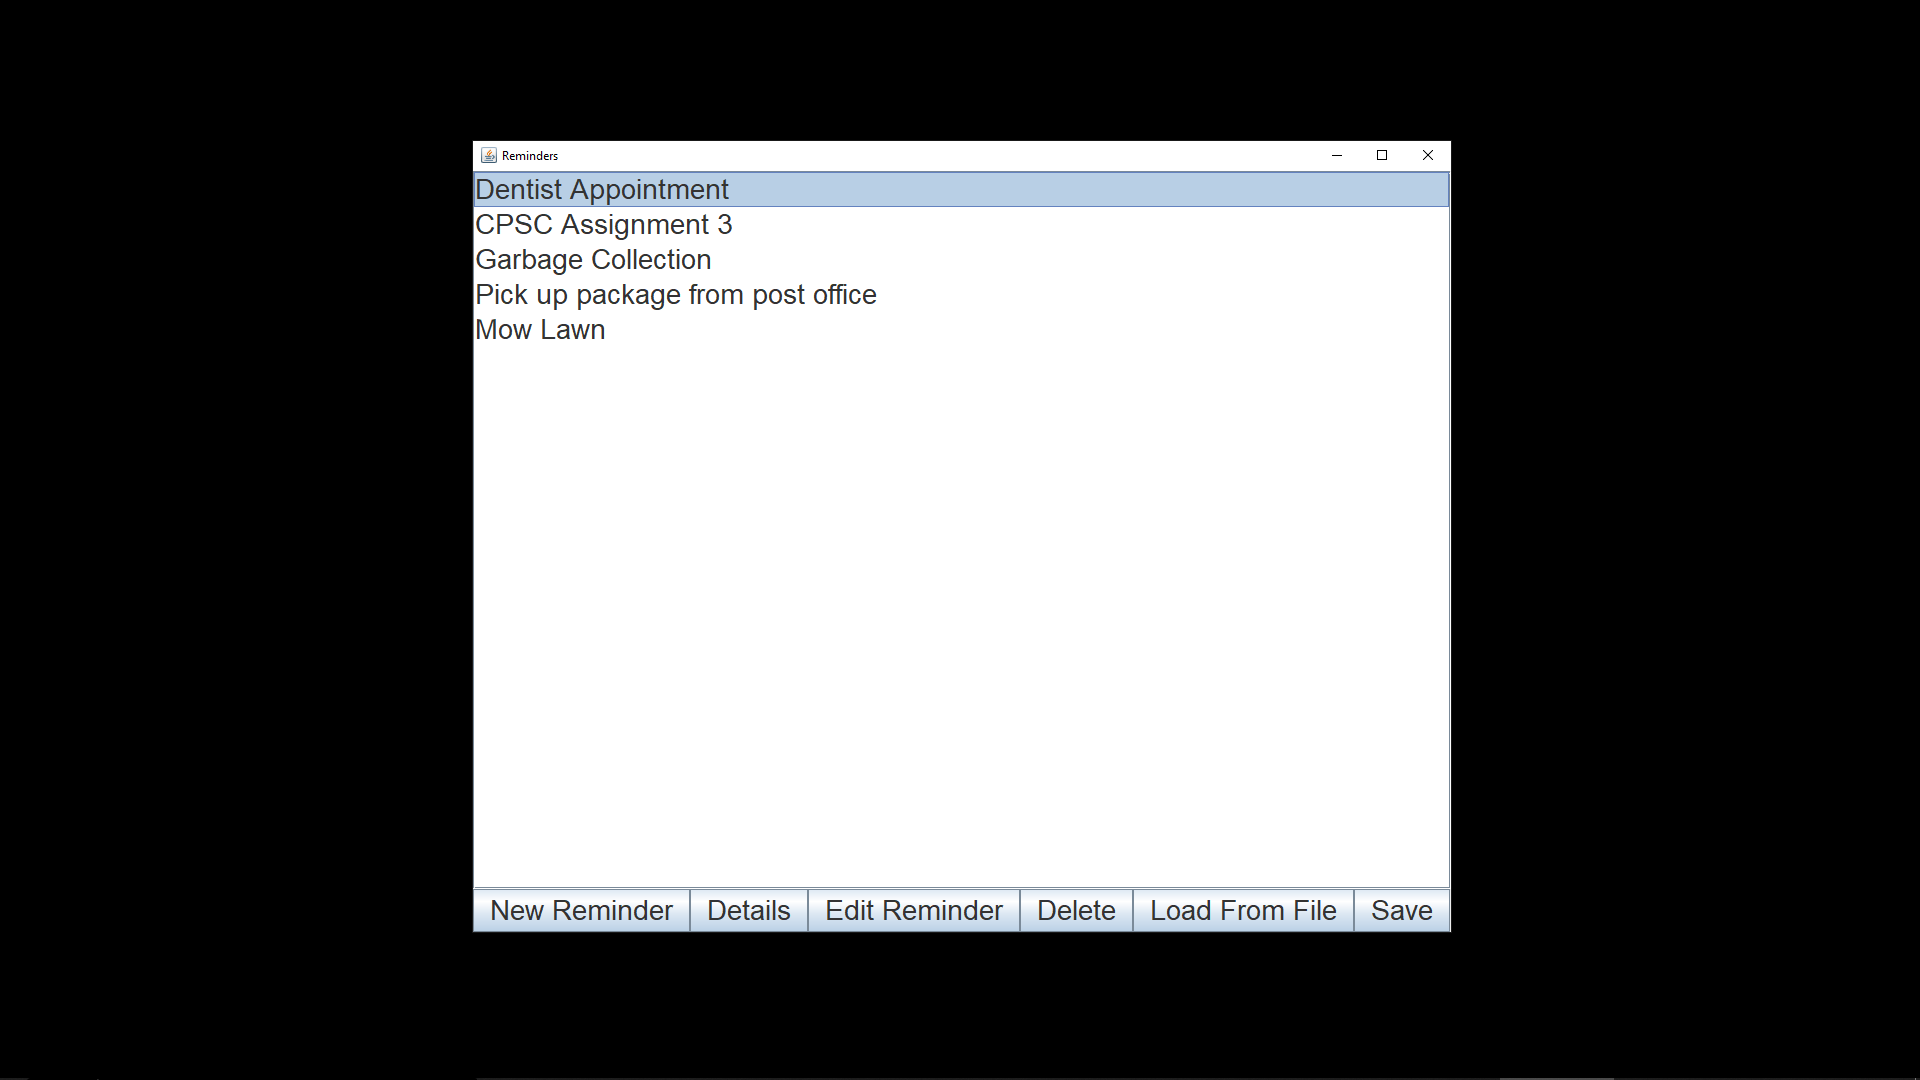 Reminders
Dentist Appointment
CPSC Assignment 3
Garbage Collection
Pick up package from post office
Mow Lawn
New Reminder Details Edit Reminder Delete Load From File Save